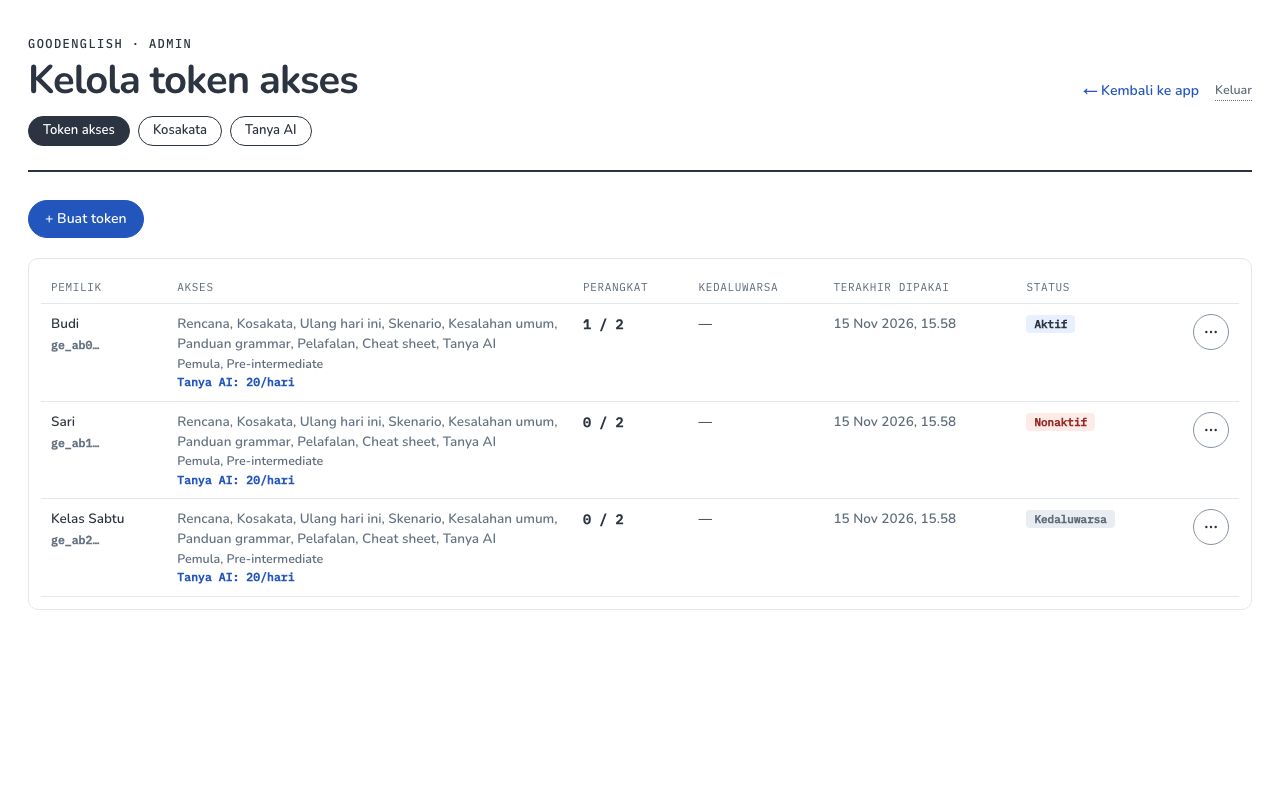 GOODENGLISH · ADMIN
Kelola token akses
← Kembali ke app
Keluar
Token akses
Kosakata
Tanya AI
+ Buat token
PEMILIK
AKSES
PERANGKAT
KEDALUWARSA
TERAKHIR DIPAKAI
STATUS
Budi
ge_ab0…
Rencana, Kosakata, Ulang hari ini, Skenario, Kesalahan umum,
Panduan grammar, Pelafalan, Cheat sheet, Tanya AI
Pemula, Pre-intermediate
Tanya AI: 20/hari
1 / 2
—
15 Nov 2026, 15.58
Aktif
···
Sari
ge_ab1…
Rencana, Kosakata, Ulang hari ini, Skenario, Kesalahan umum,
Panduan grammar, Pelafalan, Cheat sheet, Tanya AI
Pemula, Pre-intermediate
Tanya AI: 20/hari
0 / 2
—
15 Nov 2026, 15.58
Nonaktif
···
Kelas Sabtu
ge_ab2…
Rencana, Kosakata, Ulang hari ini, Skenario, Kesalahan umum,
Panduan grammar, Pelafalan, Cheat sheet, Tanya AI
Pemula, Pre-intermediate
Tanya AI: 20/hari
0 / 2
—
15 Nov 2026, 15.58
Kedaluwarsa
···